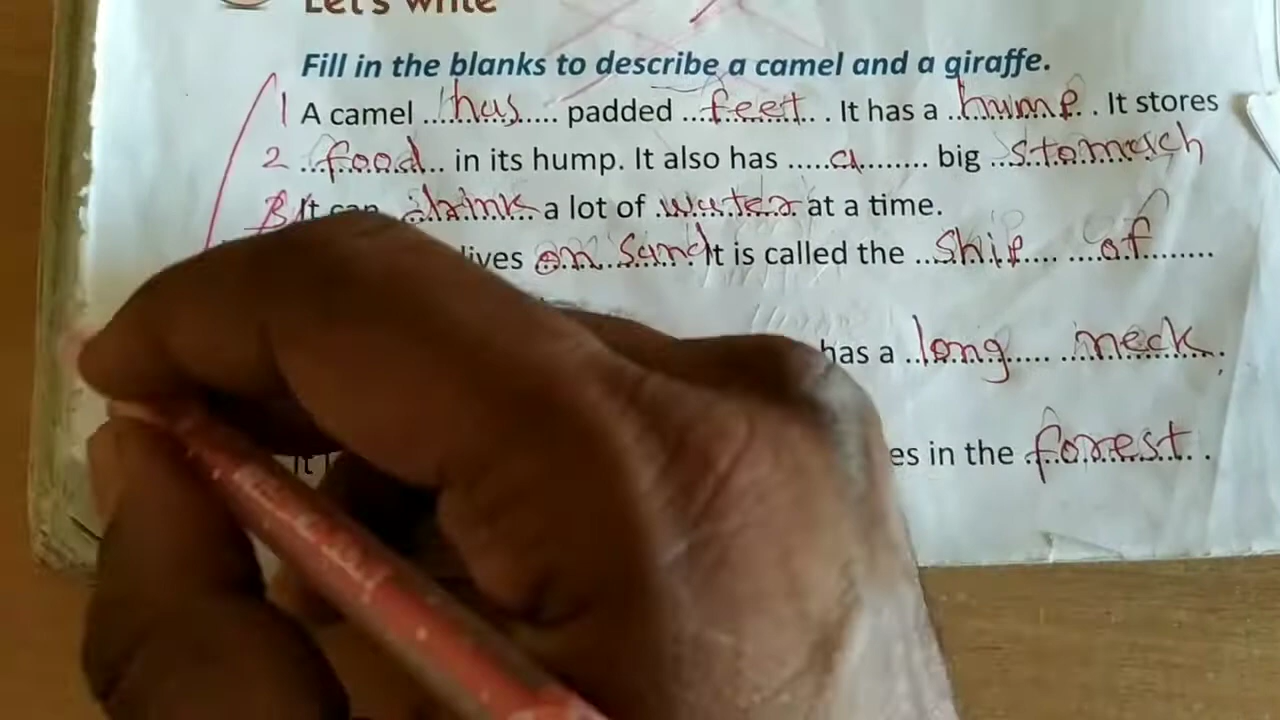 Let's write
Fill in the blanks to describe a camel and a giraffe.
1 A camel ...has... padded ...feet... . It has a ..hump. . It stores
2 ..food.. in its hump. It also has .....a........ big ..stomach
3 It can ..drink.. a lot of .water. at a time.
lives on sand It is called the ..ship.... ....of........
has a ..long..... .neck.
es in the .forest. .
It